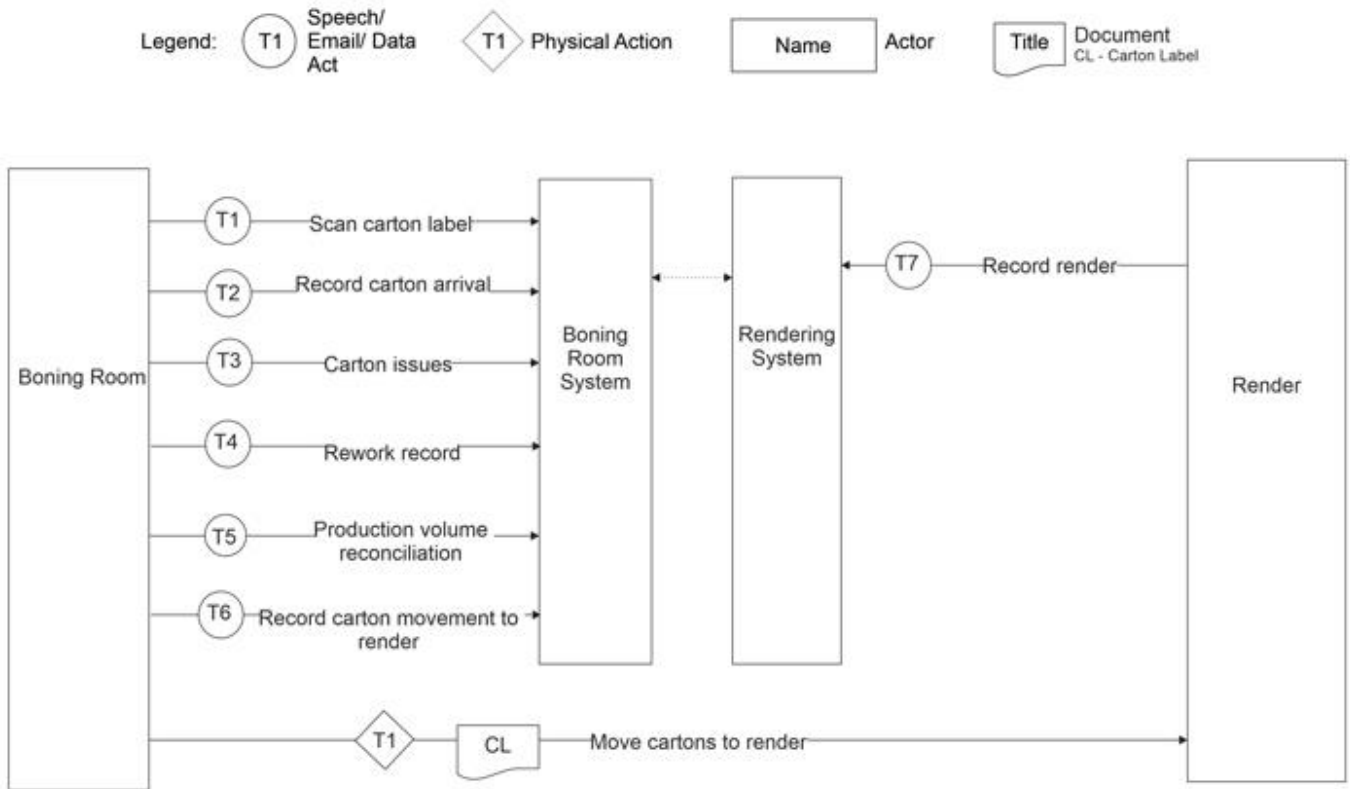 Legend:
T1
Speech/
Email/ Data
Act
T1
Physical Action
Name
Actor
Title
Document
CL - Carton Label
Boning Room
T1
Scan carton label
T2
Record carton arrival
T3
Carton issues
T4
Rework record
T5
Production volume
reconciliation
T6
Record carton movement to
render
Boning
Room
System
Rendering
System
T7
Record render
Render
T1
CL
Move cartons to render